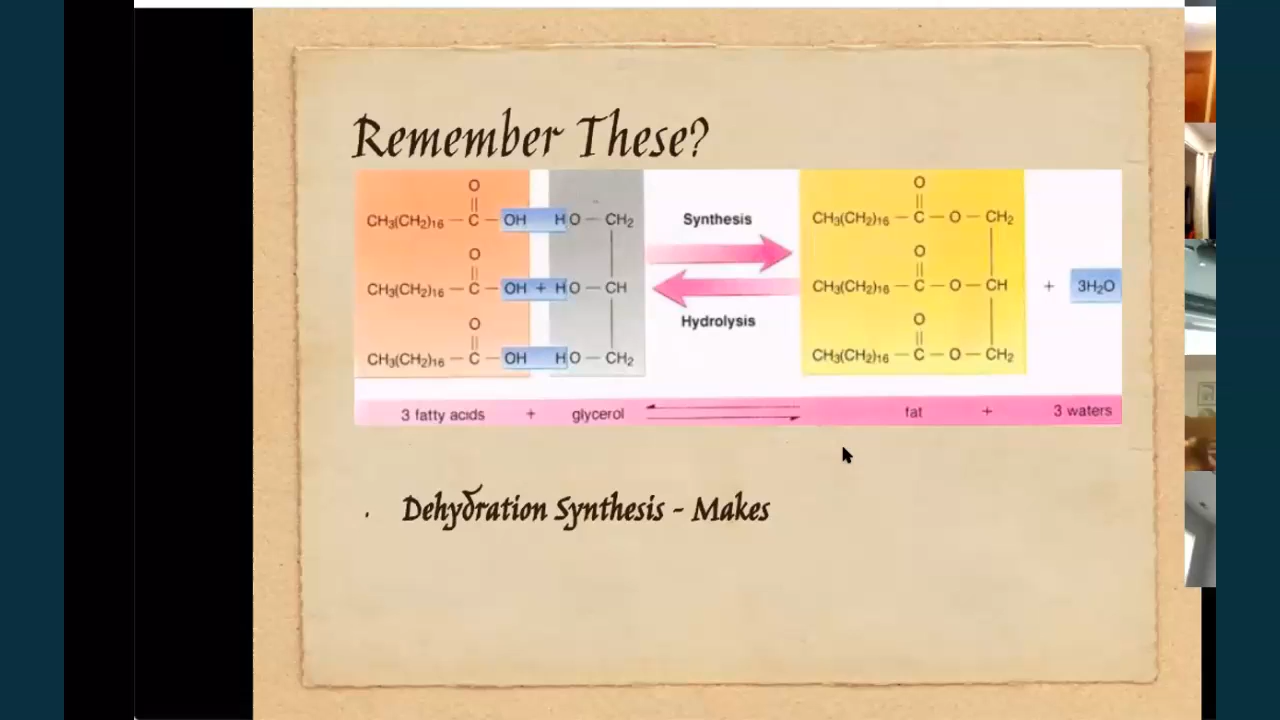 Remember These?
O O
CH₃(CH₂)₁₆ — C — OH HO — CH₂ Synthesis CH₃(CH₂)₁₆ — C — O — CH₂
O O
CH₃(CH₂)₁₆ — C — OH + HO — CH CH₃(CH₂)₁₆ — C — O — CH + 3H₂O
O Hydrolysis O
CH₃(CH₂)₁₆ — C — OH HO — CH₂ CH₃(CH₂)₁₆ — C — O — CH₂
3 fatty acids + glycerol fat + 3 waters
· Dehydration Synthesis - Makes